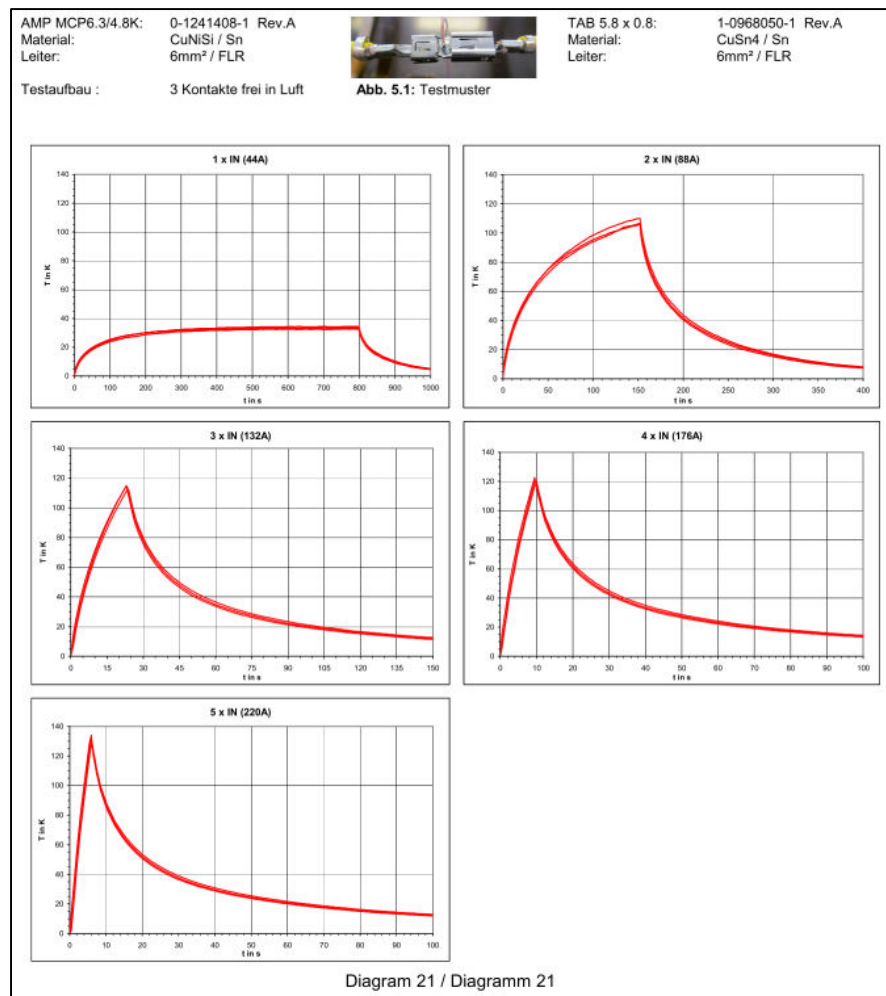 AMP MCP6.3/4.8K: 0-1241408-1 Rev.A
Material: CuNiSi / Sn
Leiter: 6mm² / FLR
Testaufbau : 3 Kontakte frei in Luft
Abb. 5.1: Testmuster
TAB 5.8 x 0.8: 1-0968050-1 Rev.A
Material: CuSn4 / Sn
Leiter: 6mm² / FLR
1 x IN (44A)
T in K
140
120
100
80
60
40
20
0
0 100 200 300 400 500 600 700 800 900 1000
t in s
2 x IN (88A)
T in K
140
120
100
80
60
40
20
0
0 50 100 150 200 250 300 350 400
t in s
3 x IN (132A)
T in K
140
120
100
80
60
40
20
0
0 15 30 45 60 75 90 105 120 135 150
t in s
4 x IN (176A)
T in K
140
120
100
80
60
40
20
0
0 10 20 30 40 50 60 70 80 90 100
t in s
5 x IN (220A)
T in K
140
120
100
80
60
40
20
0
0 10 20 30 40 50 60 70 80 90 100
t in s
Diagram 21 / Diagramm 21